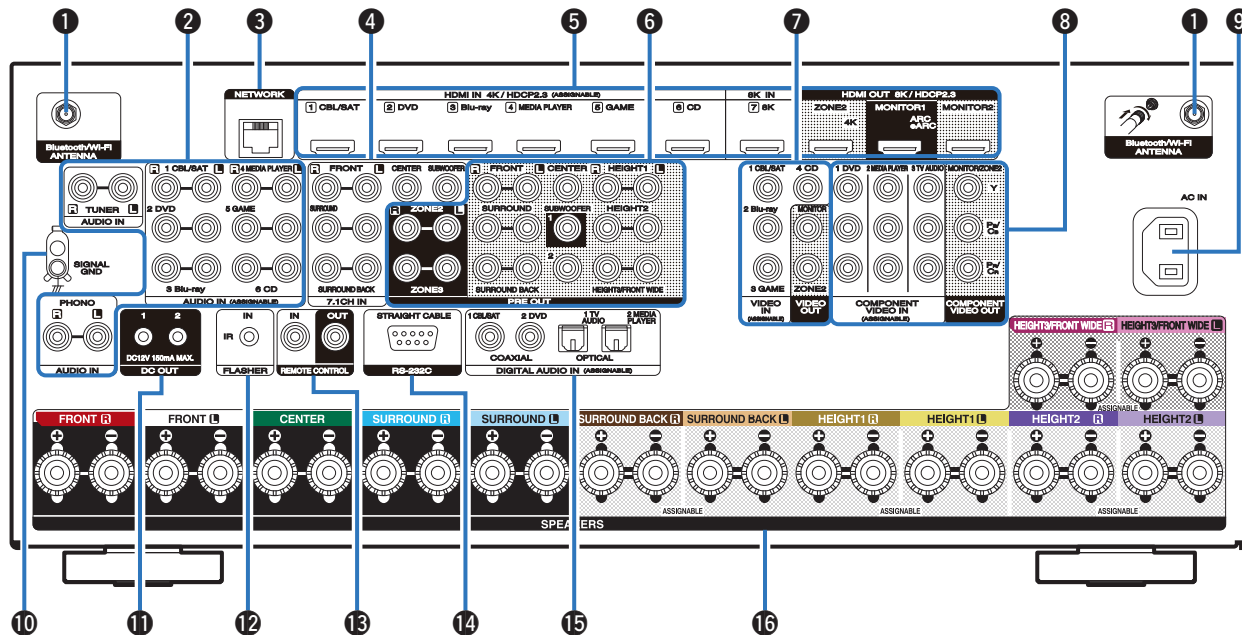 ❶ ❷ ❸ ❹ ❺ ❻ ❼ ❽ ❶ ❾
Bluetooth/Wi-Fi
ANTENNA
NETWORK
HDMI IN 4K/HDCP2.3 (ASSIGNABLE)
8K IN
HDMI OUT 8K/HDCP2.3
1 CBL/SAT
2 DVD
3 Blu-ray
4 MEDIA PLAYER
5 GAME
6 CD
7 8K
ZONE2
4K
MONITOR1
ARC
eARC
MONITOR2
Bluetooth/Wi-Fi
ANTENNA
R TUNER L
AUDIO IN
R 1 CBL/SAT L
R 4 MEDIA PLAYER L
2 DVD
5 GAME
3 Blu-ray
6 CD
AUDIO IN (ASSIGNABLE)
R FRONT L
CENTER
SUBWOOFER
SURROUND
SURROUND BACK
7.1CH IN
R ZONE2 L
ZONE3
R FRONT L
CENTER
R HEIGHT1 L
SURROUND
SUBWOOFER
1
HEIGHT2
2
SURROUND BACK
HEIGHT3/FRONT WIDE
PRE OUT
1 CBL/SAT
4 CD
2 Blu-ray
MONITOR
3 GAME
ZONE2
VIDEO
IN
(ASSIGNABLE)
VIDEO
OUT
1 DVD
2 MEDIA PLAYER
3 TV AUDIO
MONITOR/ZONE2
Y
COMPONENT
VIDEO IN (ASSIGNABLE)
COMPONENT
VIDEO OUT
AC IN
SIGNAL
GND
PHONO
R L
AUDIO IN
1 2
DC12V 150mA MAX.
DC OUT
IN
IR
FLASHER
IN
OUT
REMOTE CONTROL
STRAIGHT CABLE
RS-232C
1 CBL/SAT
2 DVD
1 TV
AUDIO
2 MEDIA
PLAYER
COAXIAL
OPTICAL
DIGITAL AUDIO IN (ASSIGNABLE)
HEIGHT3/FRONT WIDE R
HEIGHT3/FRONT WIDE L
ASSIGNABLE
FRONT R
FRONT L
CENTER
SURROUND R
SURROUND L
SURROUND BACK R
SURROUND BACK L
HEIGHT1 R
HEIGHT1 L
HEIGHT2 R
HEIGHT2 L
ASSIGNABLE
ASSIGNABLE
ASSIGNABLE
SPEAKERS
❿ ⓫ ⓬ ⓭ ⓮ ⓯ ⓰